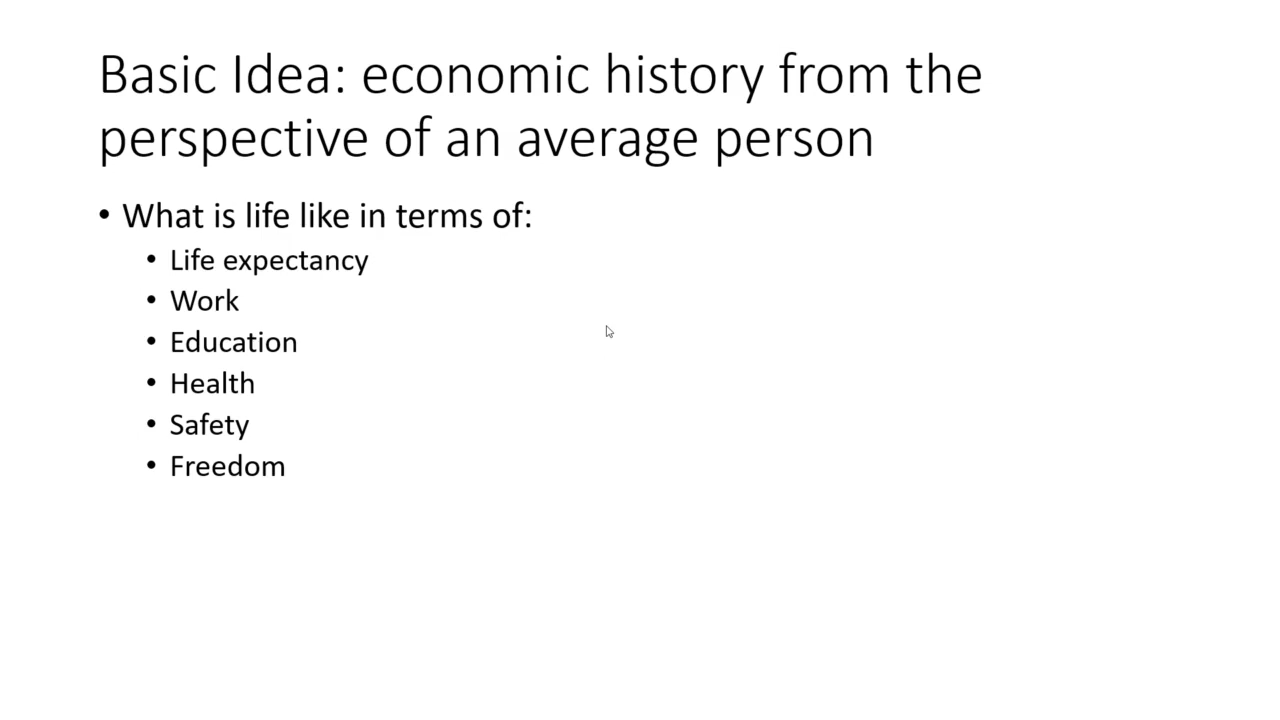 Basic Idea: economic history from the
perspective of an average person
• What is life like in terms of:
• Life expectancy
• Work
• Education
• Health
• Safety
• Freedom